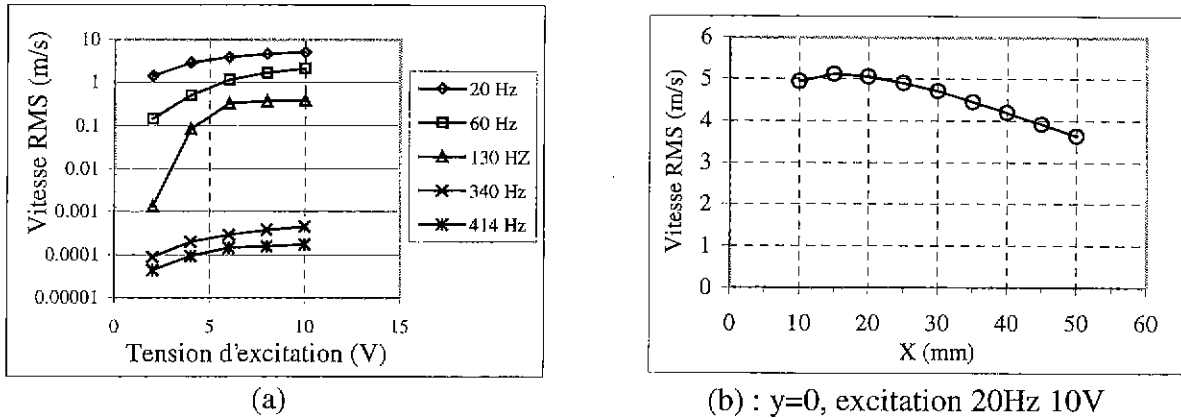 Vitesse RMS (m/s)
10
1
0.1
0.01
0.001
0.0001
0.00001
0 5 10 15
Tension d'excitation (V)
20 Hz
60 Hz
130 HZ
340 Hz
414 Hz
(a)
Vitesse RMS (m/s)
6
5
4
3
2
1
0
0 10 20 30 40 50 60
X (mm)
(b) : y=0, excitation 20Hz 10V